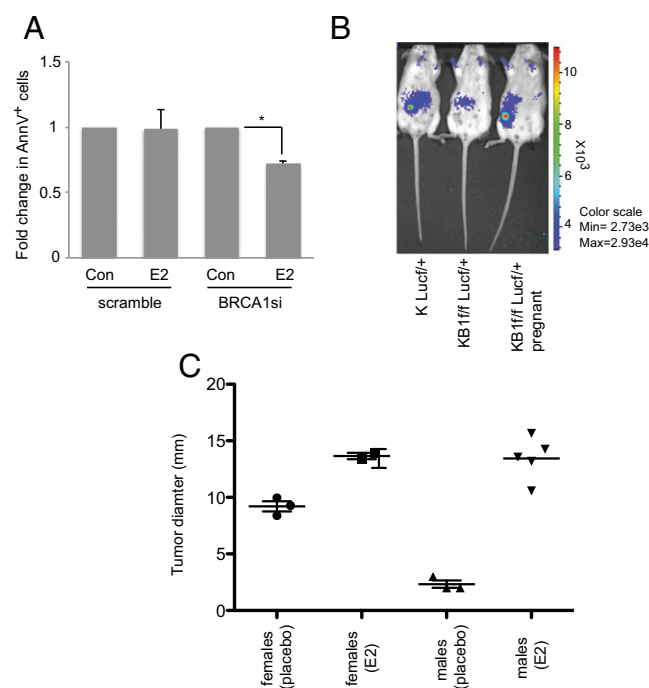 A
Fold change in AnnV+ cells
1.5
1
0.5
0
*
Con
E2
Con
E2
scramble
BRCA1si
B
10
8
6
4
X10³
Color scale
Min= 2.73e3
Max=2.93e4
K Lucf/+
KB1f/f Lucf/+
KB1f/f Lucf/+
pregnant
C
Tumor diamter (mm)
20
15
10
5
0
females
(placebo)
females
(E2)
males
(placebo)
males
(E2)